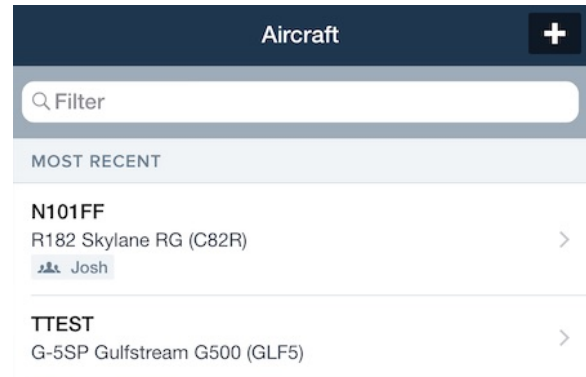 Aircraft
Filter
MOST RECENT
N101FF
R182 Skylane RG (C82R)
Josh
TTEST
G-5SP Gulfstream G500 (GLF5)